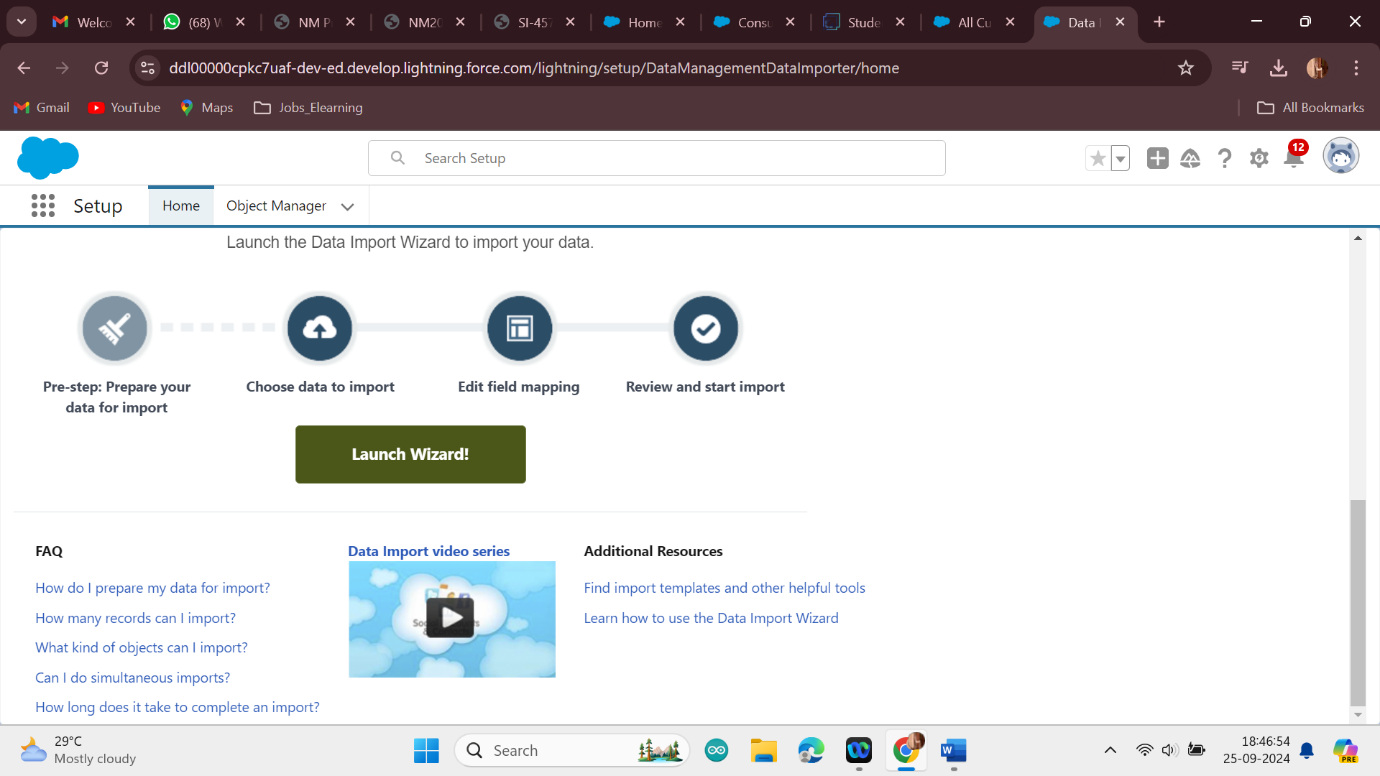 Welco
(68) W
NM P
NM20
SI-457
Home
Consu
Stude
All Cu
Data I
ddl00000cpkc7uaf-dev-ed.develop.lightning.force.com/lightning/setup/DataManagementDataImporter/home
Gmail
YouTube
Maps
Jobs_Elearning
All Bookmarks
Search Setup
12
Setup
Home
Object Manager
Launch the Data Import Wizard to import your data.
Pre-step: Prepare your
data for import
Choose data to import
Edit field mapping
Review and start import
Launch Wizard!
FAQ
How do I prepare my data for import?
How many records can I import?
What kind of objects can I import?
Can I do simultaneous imports?
How long does it take to complete an import?
Data Import video series
Additional Resources
Find import templates and other helpful tools
Learn how to use the Data Import Wizard
29°C
Mostly cloudy
Search
18:46:54
25-09-2024
PRE